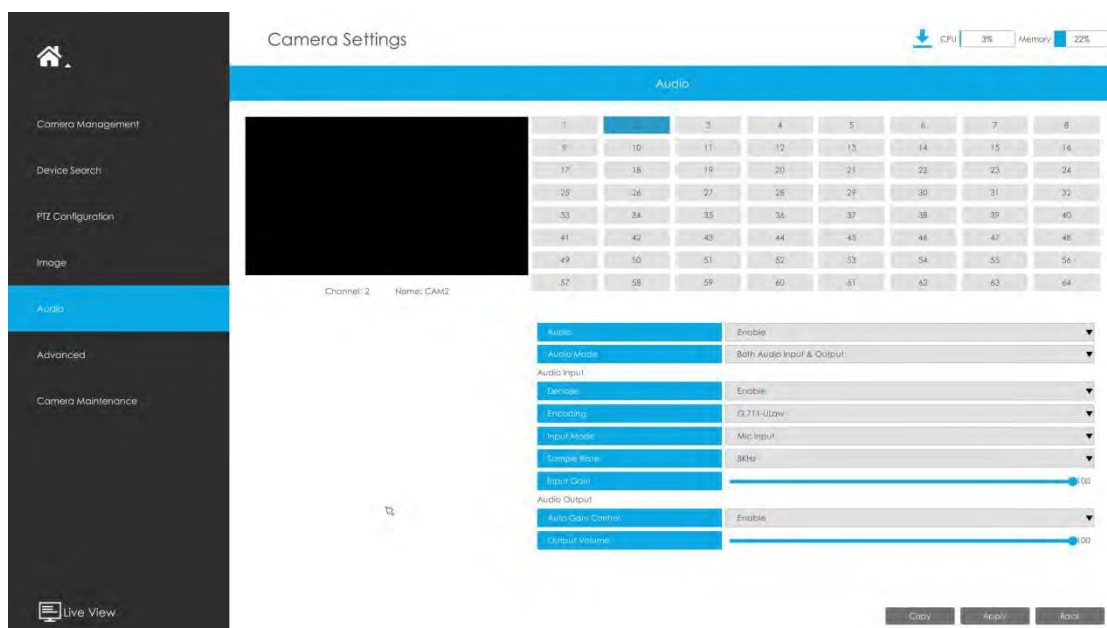 Camera Settings
CPU 3% Memory 22%
Audio
Camera Management
Device Search
PTZ Configuration
Image
Audio
Advanced
Camera Maintenance
Live View
1 2 3 4 5 6 7 8
9 10 11 12 13 14 15 16
17 18 19 20 21 22 23 24
25 26 27 28 29 30 31 32
33 34 35 36 37 38 39 40
41 42 43 44 45 46 47 48
49 50 51 52 53 54 55 56
57 58 59 60 61 62 63 64
Channel: 2 Name: CAM2
Audio Enable
Audio Mode Both Audio Input & Output
Audio Input
Denoise Enable
Encoding G.711-ULaw
Input Mode Mic Input
Sample Rate 8KHz
Input Gain 100
Audio Output
Auto Gain Control Enable
Output Volume 100
Copy Apply Back